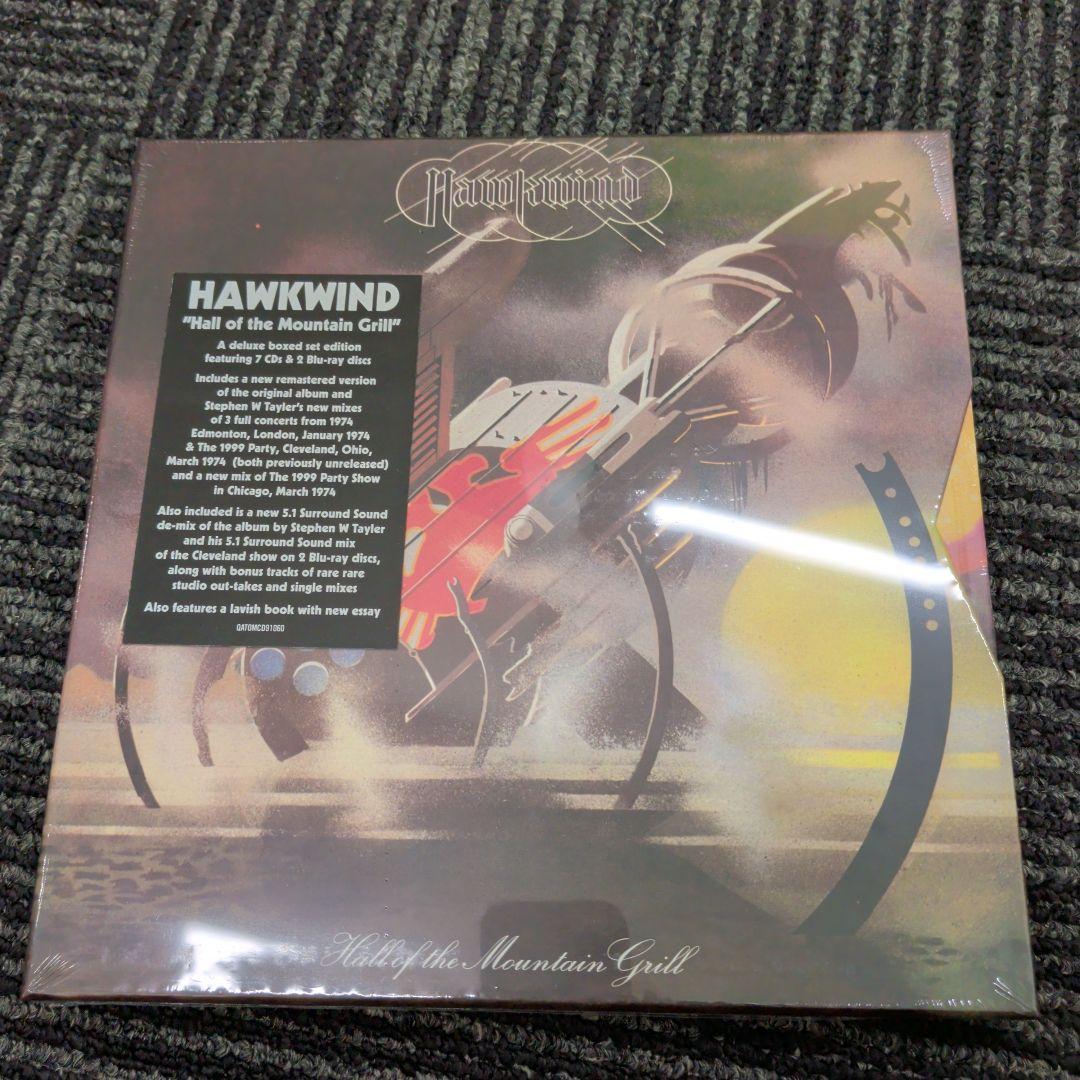 Hawkwind
HAWKWIND
"Hall of the Mountain Grill"
A deluxe boxed set edition
featuring 7 CDs & 2 Blu-ray discs
Includes a new remastered version
of the original album and
Stephen W Tayler's new mixes
of 3 full concerts from 1974
Edmonton, London, January 1974
& The 1999 Party, Cleveland, Ohio,
March 1974 (both previously unreleased)
and a new mix of The 1999 Party Show
in Chicago, March 1974
Also included is a new 5.1 Surround Sound
de-mix of the album by Stephen W Tayler
and his 5.1 Surround Sound mix
of the Cleveland show on 2 Blu-ray discs,
along with bonus tracks of rare rare
studio out-takes and single mixes
Also features a lavish book with new essay
QATOMCD91060
Hall of the Mountain Grill